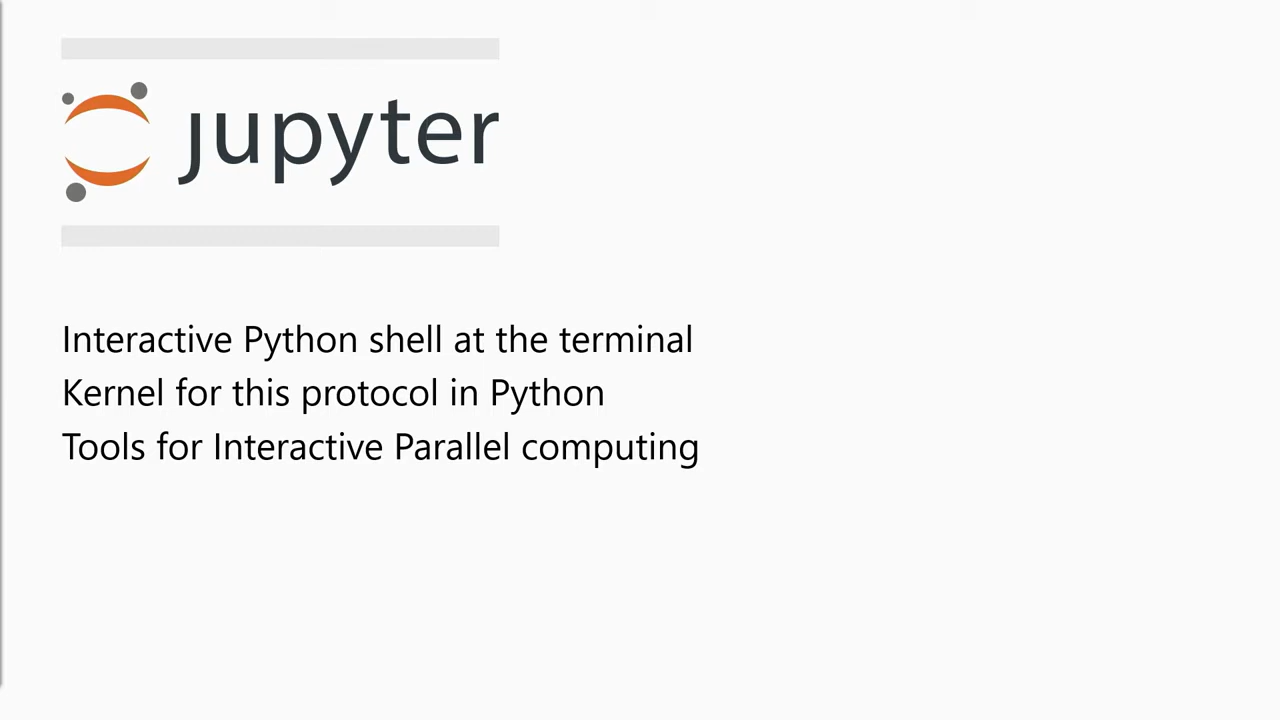 jupyter
Interactive Python shell at the terminal
Kernel for this protocol in Python
Tools for Interactive Parallel computing